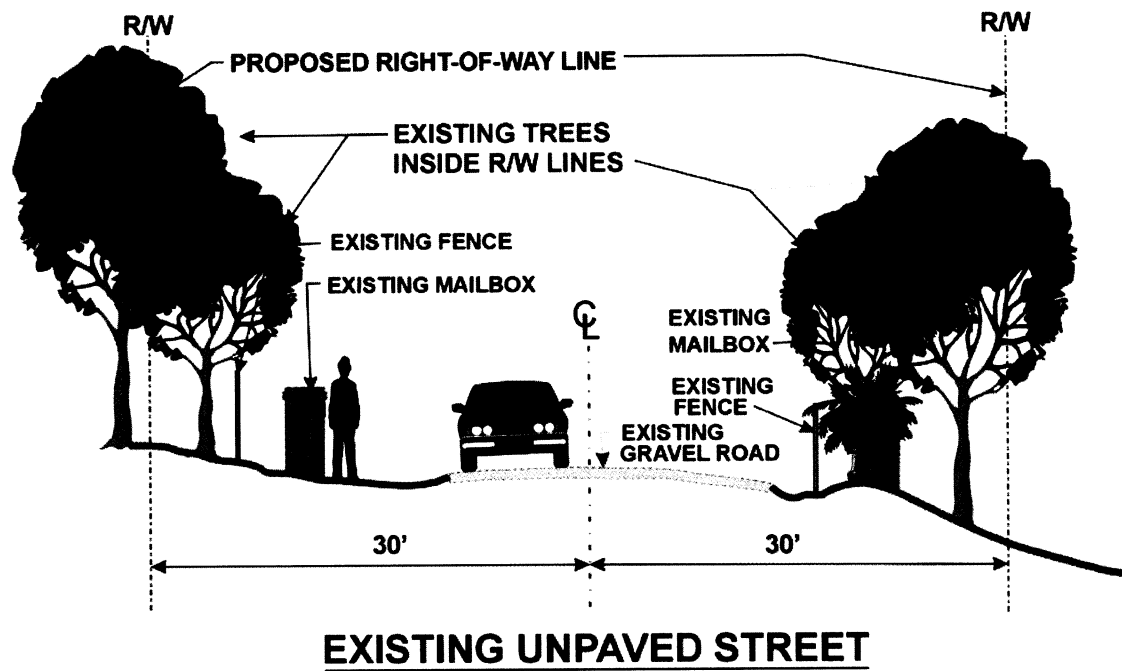 R/W
R/W
PROPOSED RIGHT-OF-WAY LINE
EXISTING TREES
INSIDE R/W LINES
EXISTING FENCE
EXISTING MAILBOX
CL
EXISTING
MAILBOX
EXISTING
FENCE
EXISTING
GRAVEL ROAD
30'
30'
EXISTING UNPAVED STREET